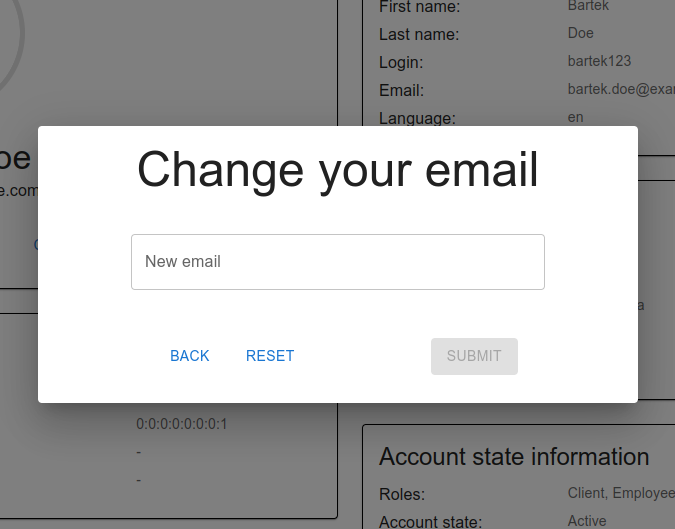 First name: Bartek
Last name: Doe
Login: bartek123
Email: bartek.doe@exa
Language: en
oe
e.com
Change your email
New email
BACK RESET SUBMIT
0:0:0:0:0:0:0:1
-
-
Account state information
Roles: Client, Employee
Account state: Active